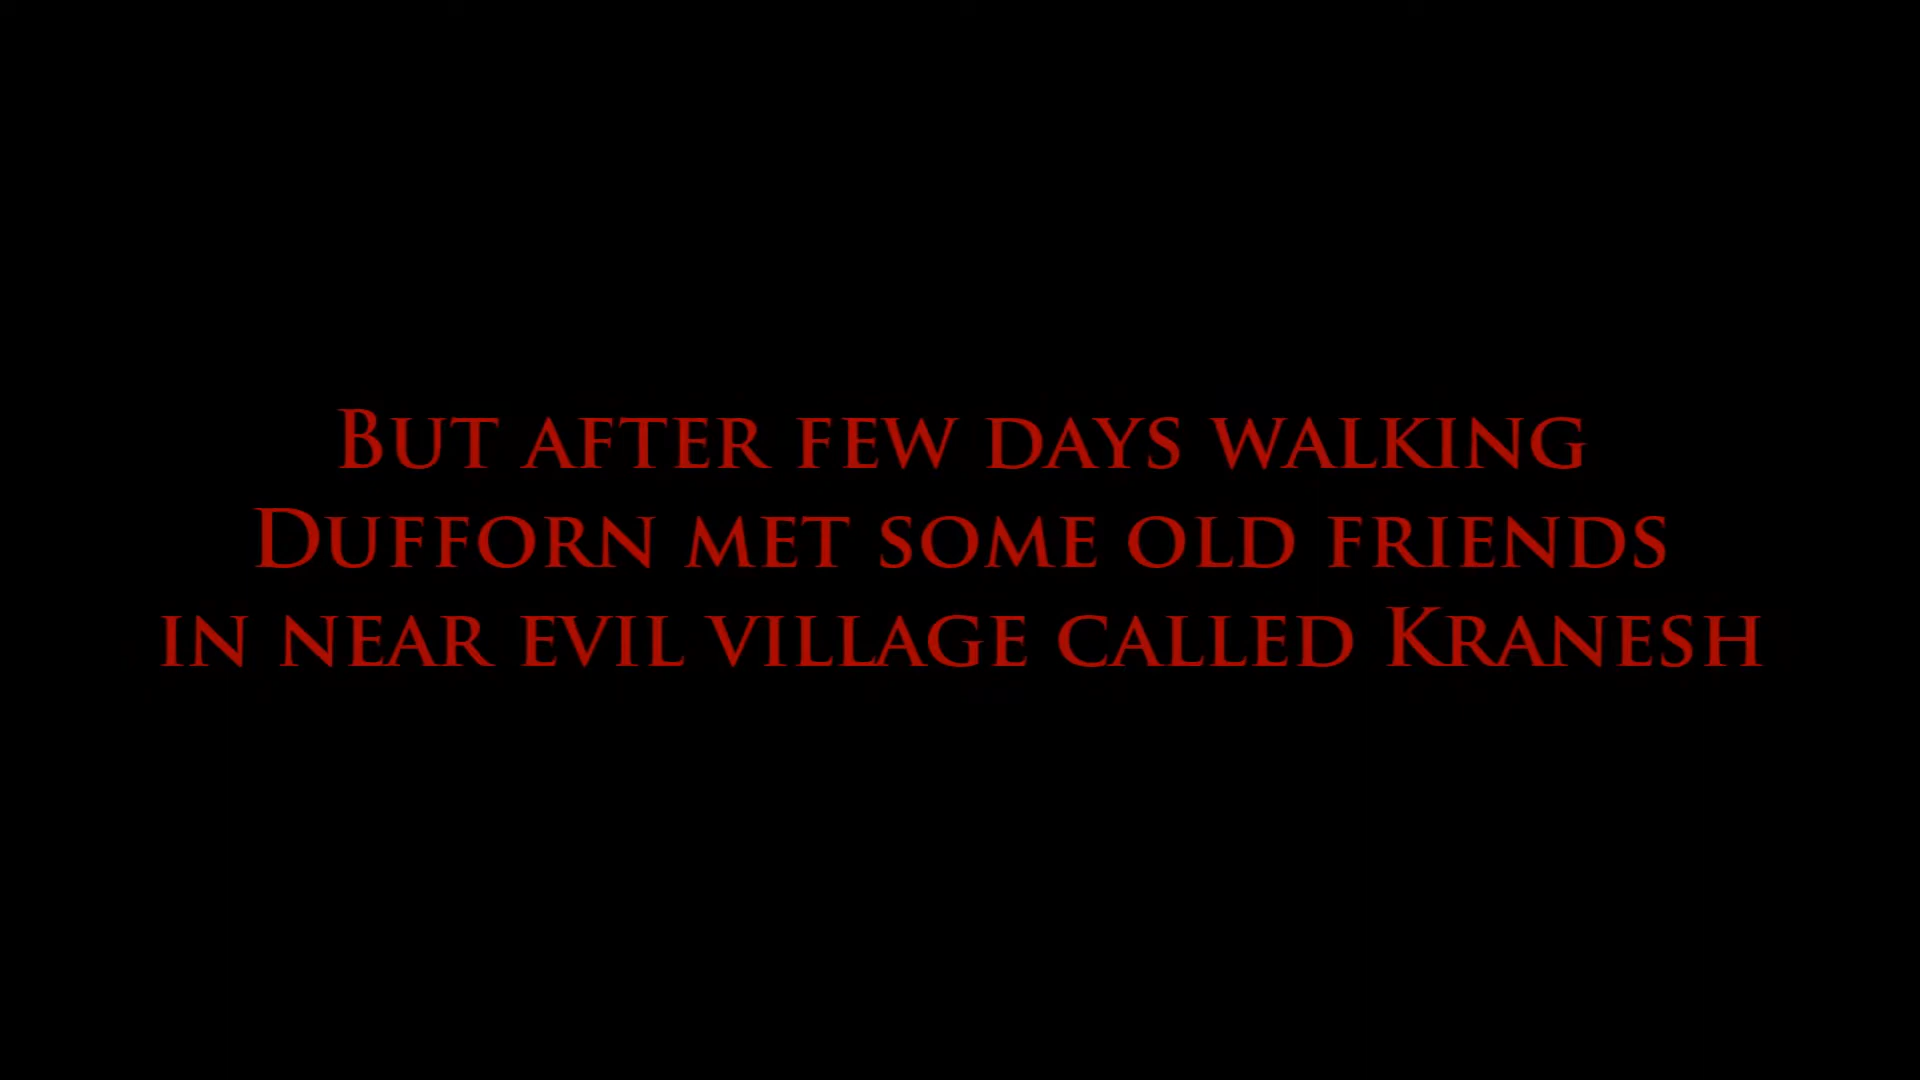 But after few days walking
Dufforn met some old friends
in near evil village called Kranesh